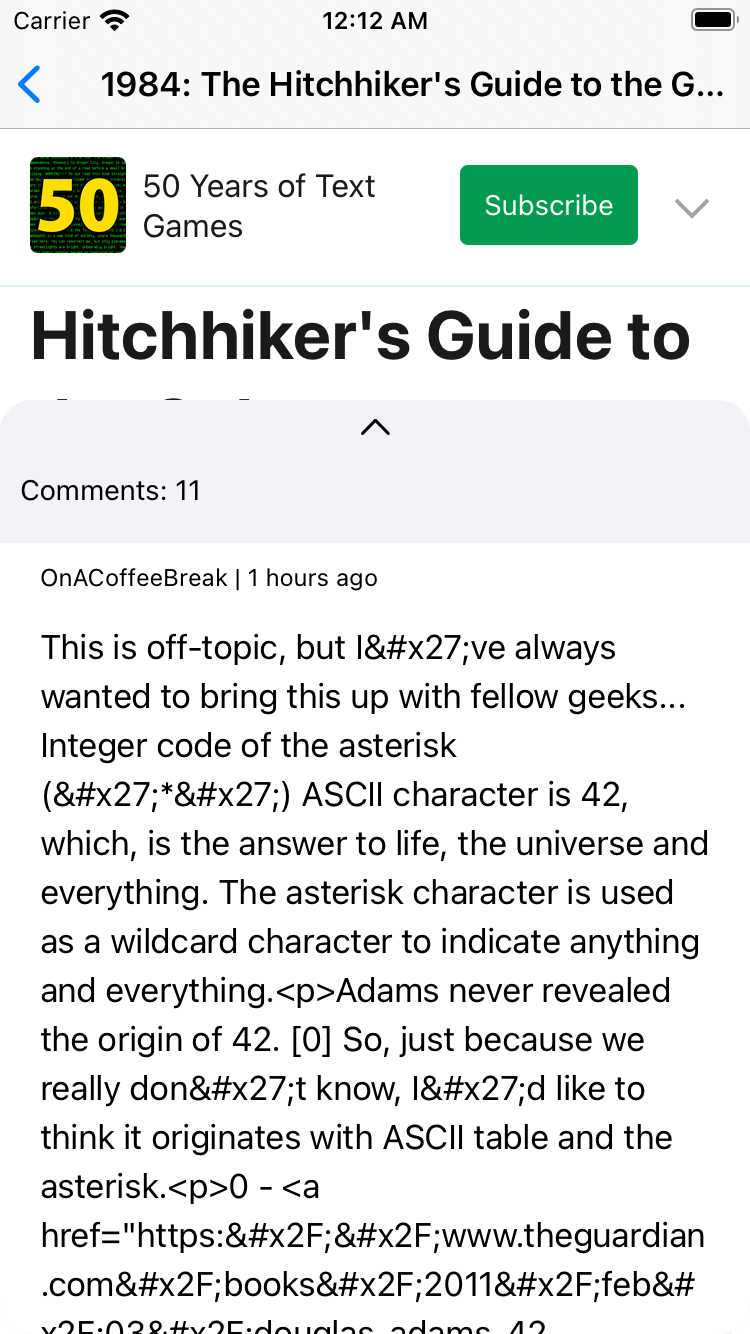 Carrier 12:12 AM
1984: The Hitchhiker's Guide to the G...
50
50 Years of Text
Games
Subscribe
Hitchhiker's Guide to
Comments: 11
OnACoffeeBreak | 1 hours ago
This is off-topic, but I&#x27;ve always
wanted to bring this up with fellow geeks...
Integer code of the asterisk
(&#x27;*&#x27;) ASCII character is 42,
which, is the answer to life, the universe and
everything. The asterisk character is used
as a wildcard character to indicate anything
and everything.<p>Adams never revealed
the origin of 42. [0] So, just because we
really don&#x27;t know, I&#x27;d like to
think it originates with ASCII table and the
asterisk.<p>0 - <a
href="https:&#x2F;&#x2F;www.theguardian
.com&#x2F;books&#x2F;2011&#x2F;feb&#
x2F;03&#x2F;douglas_adams_42